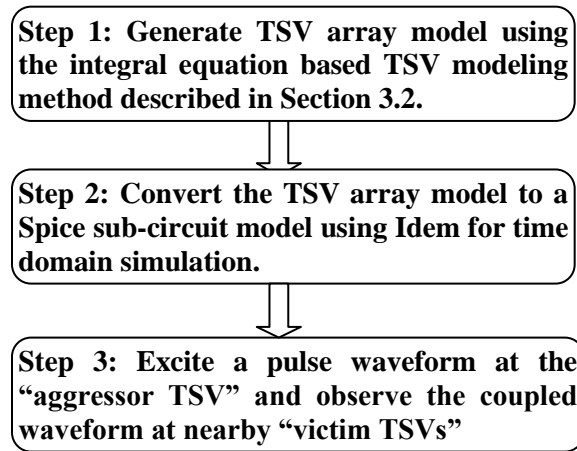 Step 1: Generate TSV array model using
the integral equation based TSV modeling
method described in Section 3.2.
Step 2: Convert the TSV array model to a
Spice sub-circuit model using Idem for time
domain simulation.
Step 3: Excite a pulse waveform at the
“aggressor TSV” and observe the coupled
waveform at nearby “victim TSVs”